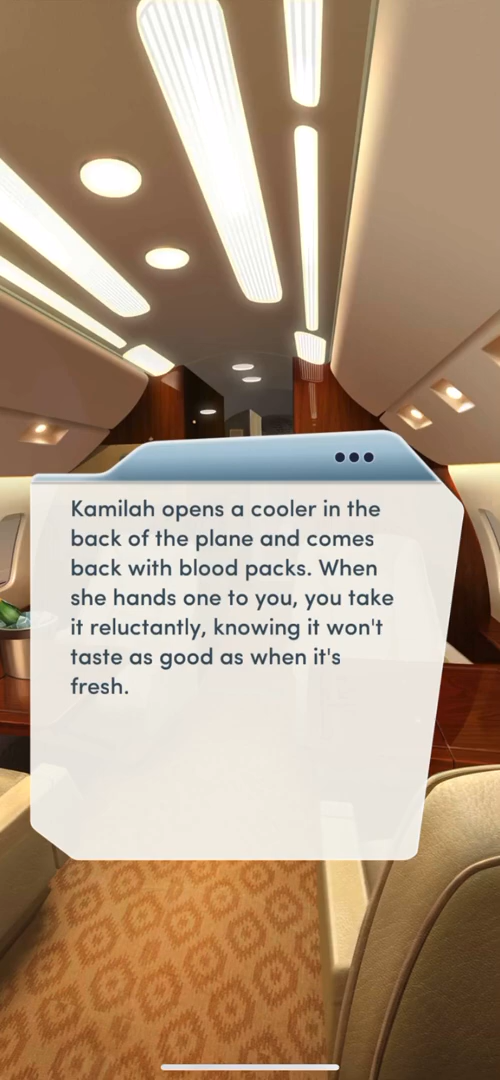 Kamilah opens a cooler in the
back of the plane and comes
back with blood packs. When
she hands one to you, you take
it reluctantly, knowing it won't
taste as good as when it's
fresh.